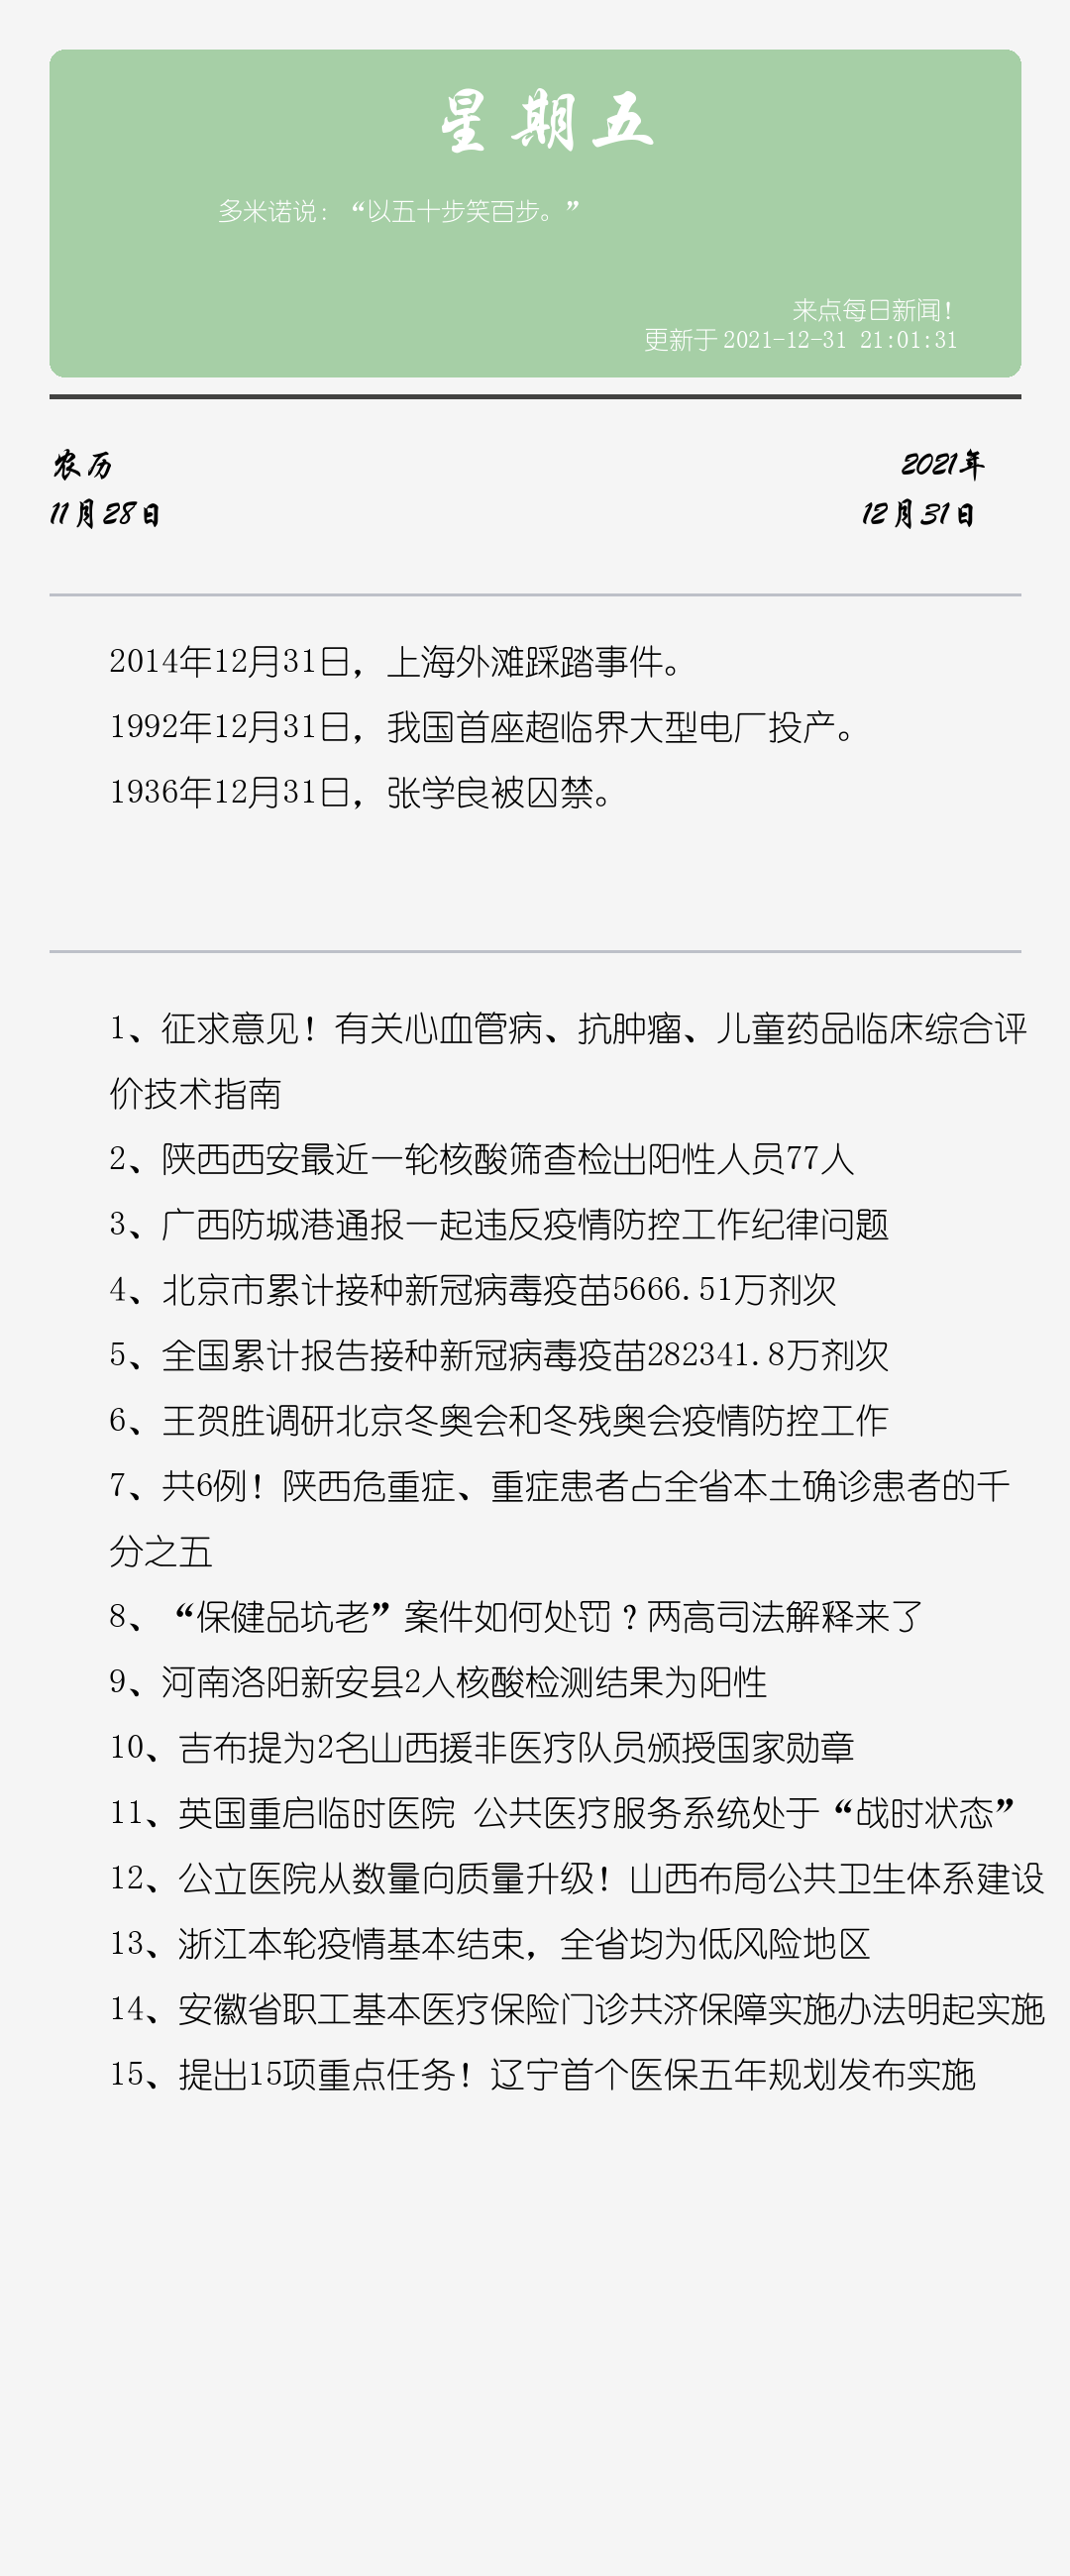 星期五
多米诺说：“以五十步笑百步。”
来点每日新闻！
更新于 2021-12-31 21:01:31
农历
2021年
11月28日
12月31日
2014年12月31日，上海外滩踩踏事件。
1992年12月31日，我国首座超临界大型电厂投产。
1936年12月31日，张学良被囚禁。
1、征求意见！有关心血管病、抗肿瘤、儿童药品临床综合评
价技术指南
2、陕西西安最近一轮核酸筛查检出阳性人员77人
3、广西防城港通报一起违反疫情防控工作纪律问题
4、北京市累计接种新冠病毒疫苗5666.51万剂次
5、全国累计报告接种新冠病毒疫苗282341.8万剂次
6、王贺胜调研北京冬奥会和冬残奥会疫情防控工作
7、共6例！陕西危重症、重症患者占全省本土确诊患者的千
分之五
8、“保健品坑老”案件如何处罚？两高司法解释来了
9、河南洛阳新安县2人核酸检测结果为阳性
10、吉布提为2名山西援非医疗队员颁授国家勋章
11、英国重启临时医院 公共医疗服务系统处于“战时状态”
12、公立医院从数量向质量升级！山西布局公共卫生体系建设
13、浙江本轮疫情基本结束，全省均为低风险地区
14、安徽省职工基本医疗保险门诊共济保障实施办法明起实施
15、提出15项重点任务！辽宁首个医保五年规划发布实施